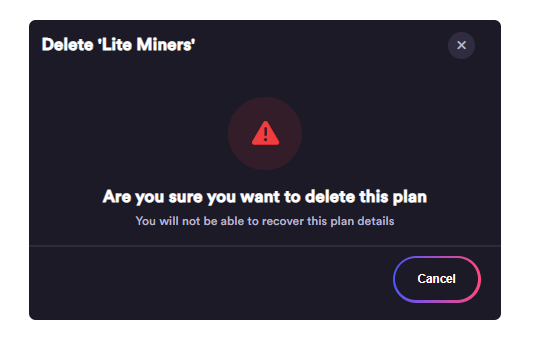 Delete 'Lite Miners'
Are you sure you want to delete this plan
You will not be able to recover this plan details
Cancel